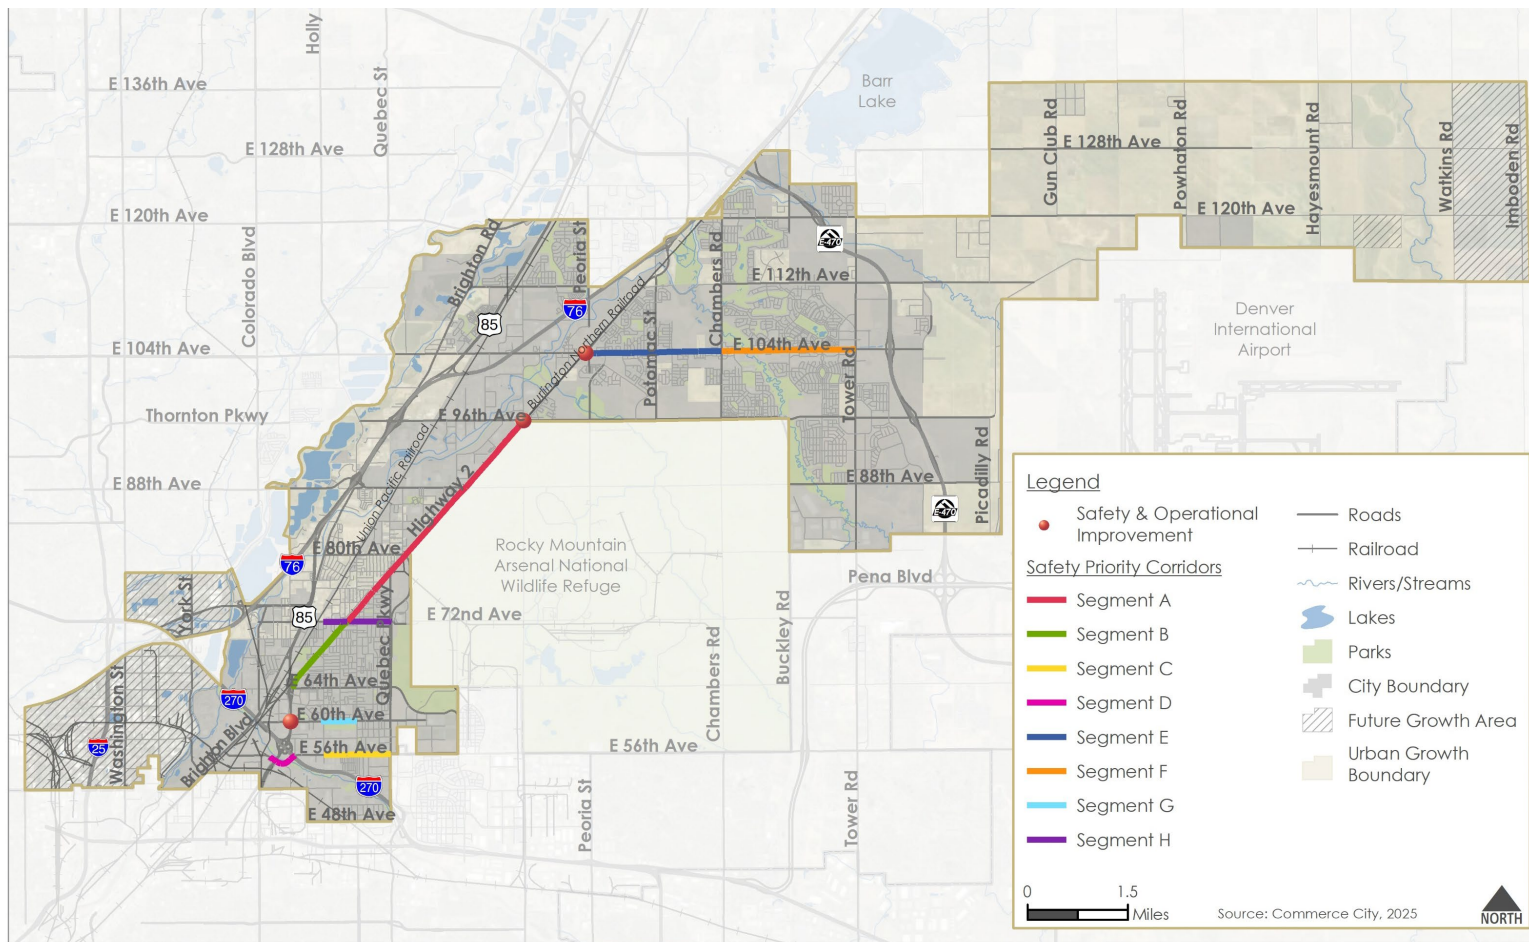 Holly
E 136th Ave
Quebec St
Barr
Lake
E 128th Ave
Gun Club Rd
E 128th Ave
Powhaton Rd
Hayesmount Rd
Watkins Rd
Imboden Rd
E 120th Ave
E 120th Ave
Colorado Blvd
Brighton Rd
Peoria St
Chambers Rd
E-470
E 112th Ave
76
85
Burlington Northern Railroad
Potomac St
Denver
International
Airport
E 104th Ave
E 104th Ave
Tower Rd
Thornton Pkwy
E 96th Ave
Union Pacific Railroad
Highway 2
E 88th Ave
E 88th Ave
Picadilly Rd
E-470
E 80th Ave
76
Rocky Mountain
Arsenal National
Wildlife Refuge
Pena Blvd
York St
85
E 72nd Ave
Quebec Pkwy
Buckley Rd
Chambers Rd
E 64th Ave
270
Washington St
25
Brighton Blvd
E 60th Ave
E 56th Ave
E 56th Ave
270
E 48th Ave
Peoria St
Tower Rd
Legend
Safety & Operational
Improvement
Safety Priority Corridors
Segment A
Segment B
Segment C
Segment D
Segment E
Segment F
Segment G
Segment H
Roads
Railroad
Rivers/Streams
Lakes
Parks
City Boundary
Future Growth Area
Urban Growth
Boundary
0 1.5
Miles
Source: Commerce City, 2025
NORTH